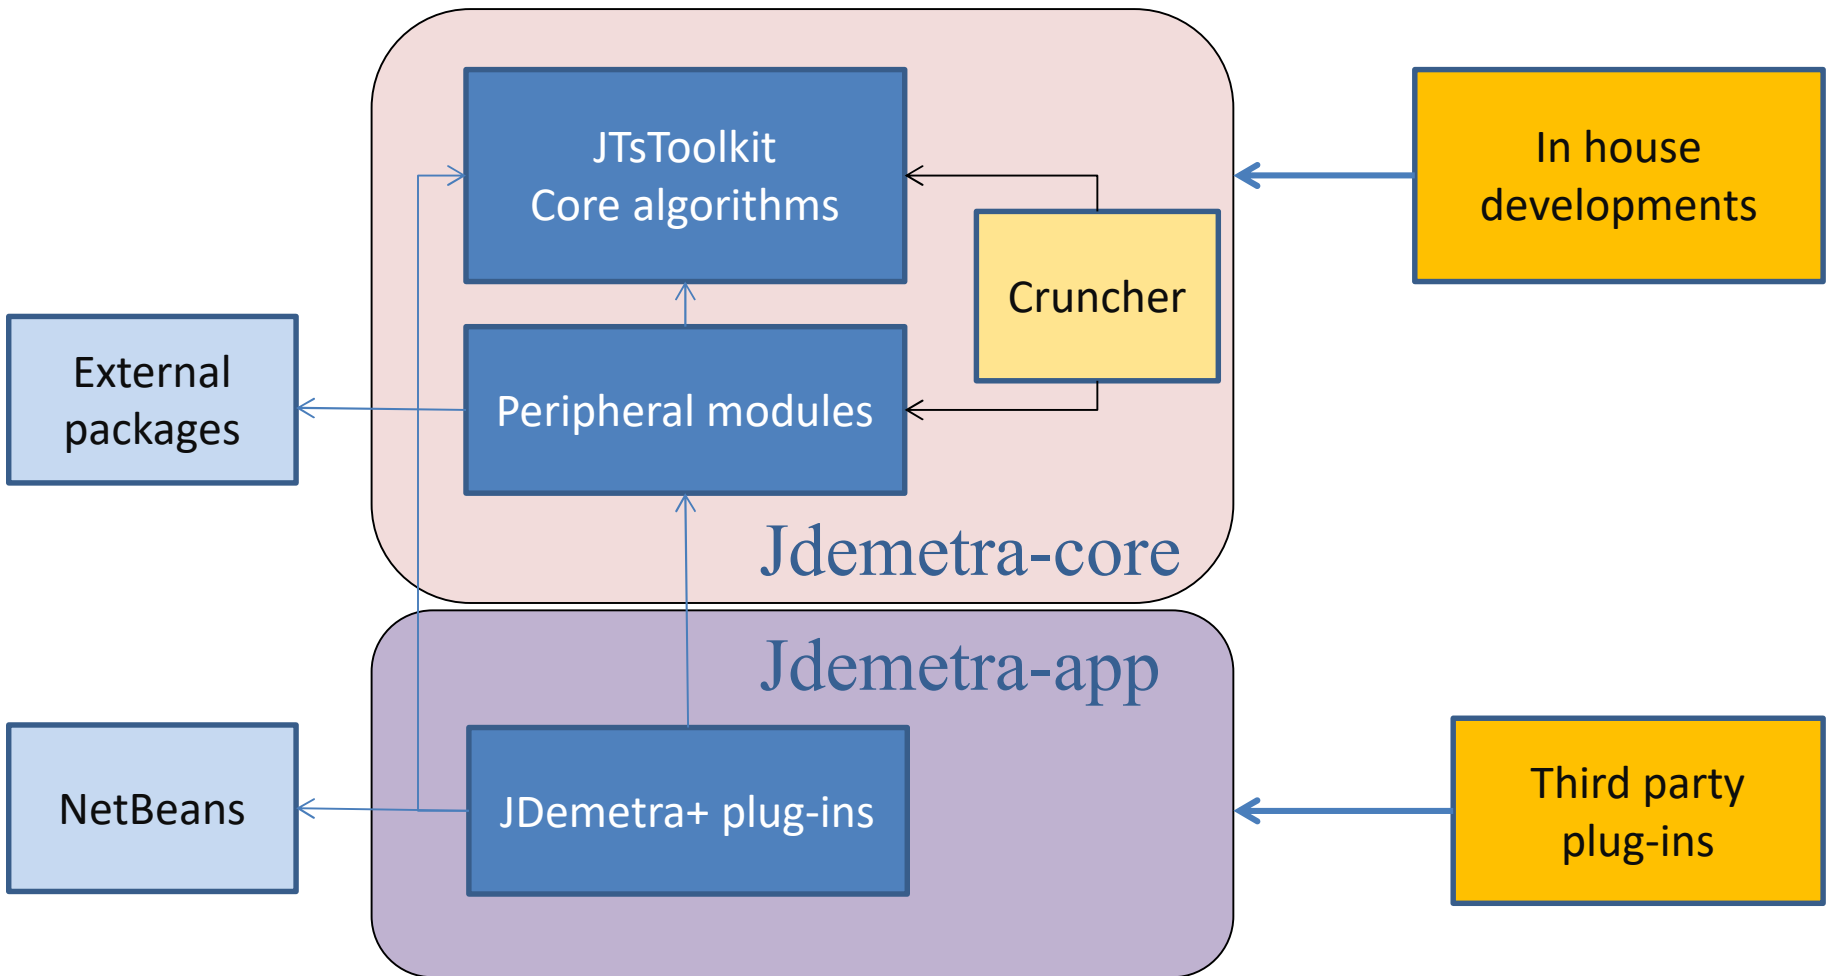 JTsToolkit
Core algorithms
In house
developments
Cruncher
External
packages
Peripheral modules
Jdemetra-core
Jdemetra-app
NetBeans
JDemetra+ plug-ins
Third party
plug-ins